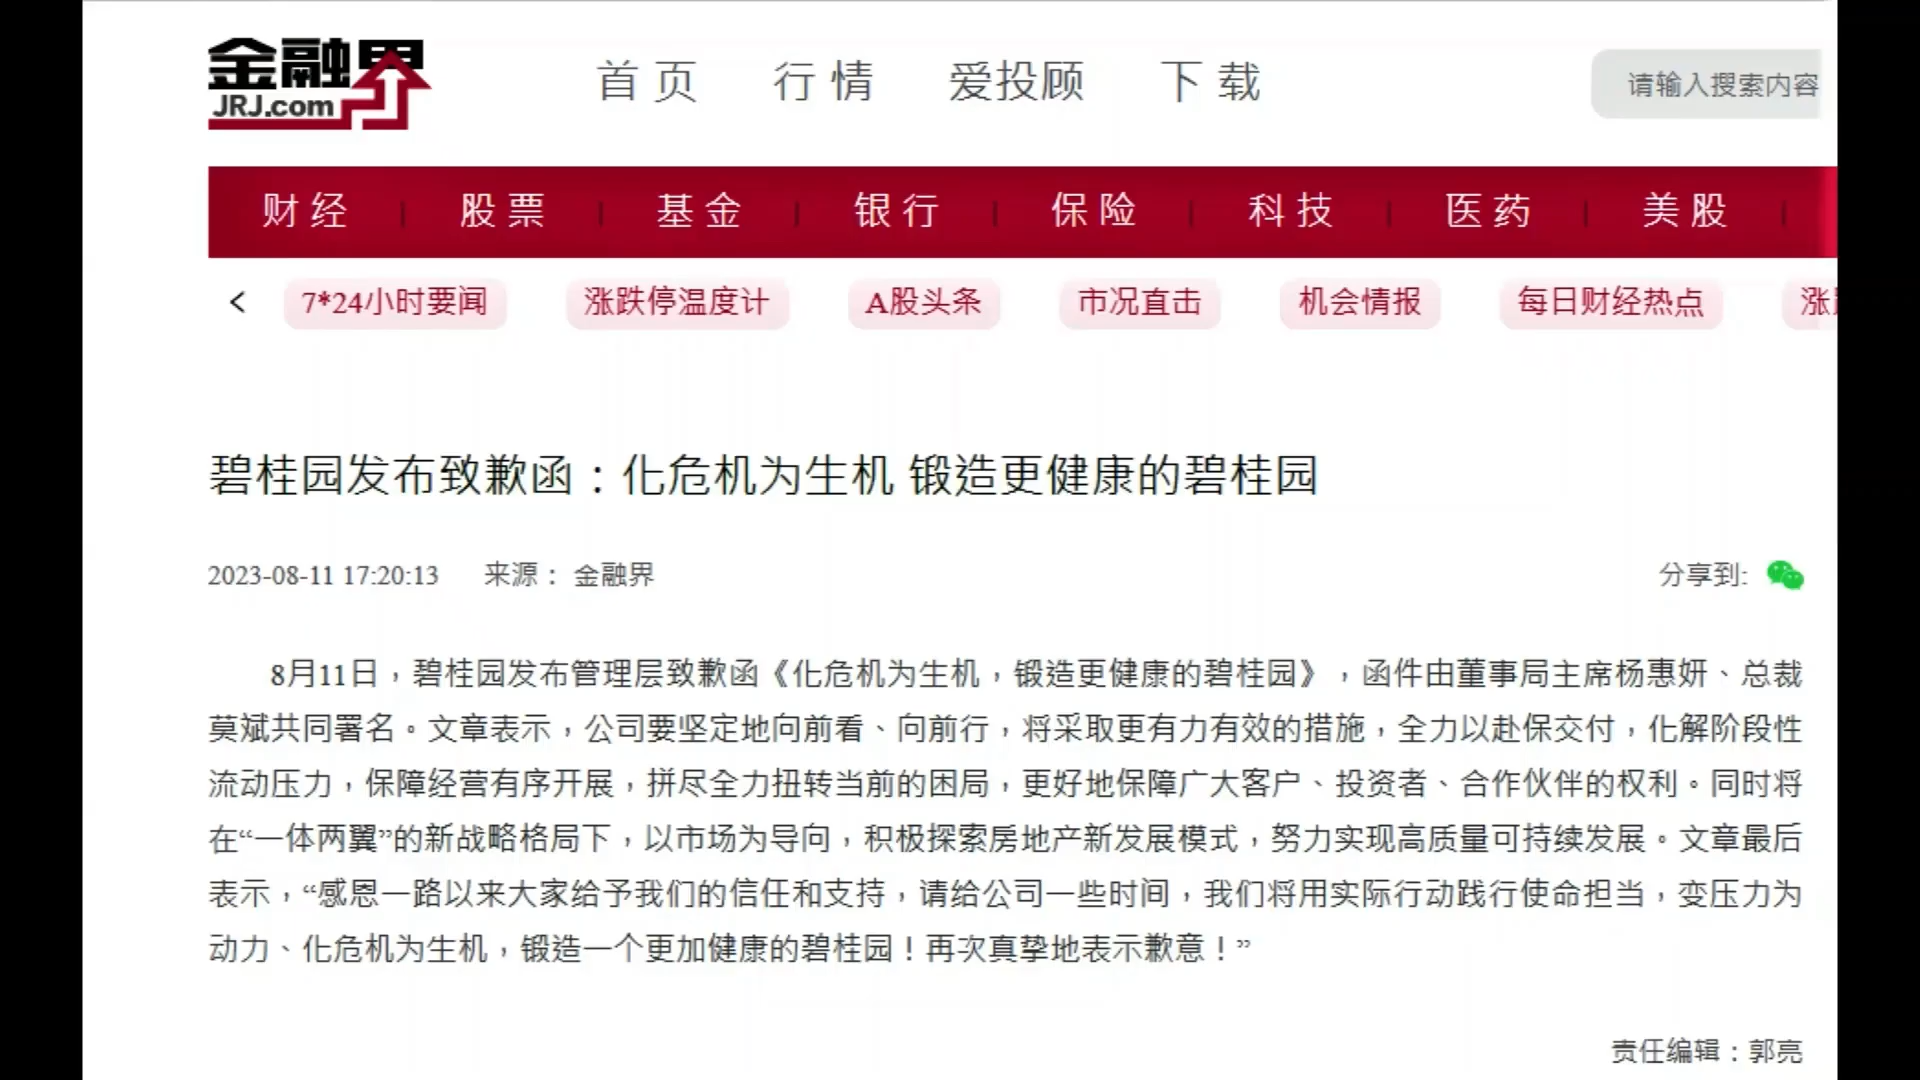 金融界
JRJ.com
首页 行情 爱投顾 下载 请输入搜索内容
财经 股票 基金 银行 保险 科技 医药 美股
< 7*24小时要闻 涨跌停温度计 A股头条 市况直击 机会情报 每日财经热点 涨
碧桂园发布致歉函：化危机为生机 锻造更健康的碧桂园
2023-08-11 17:20:13 来源： 金融界 分享到:
8月11日，碧桂园发布管理层致歉函《化危机为生机，锻造更健康的碧桂园》，函件由董事局主席杨惠妍、总裁
莫斌共同署名。文章表示，公司要坚定地向前看、向前行，将采取更有力有效的措施，全力以赴保交付，化解阶段性
流动压力，保障经营有序开展，拼尽全力扭转当前的困局，更好地保障广大客户、投资者、合作伙伴的权利。同时将
在“一体两翼”的新战略格局下，以市场为导向，积极探索房地产新发展模式，努力实现高质量可持续发展。文章最后
表示，“感恩一路以来大家给予我们的信任和支持，请给公司一些时间，我们将用实际行动践行使命担当，变压力为
动力、化危机为生机，锻造一个更加健康的碧桂园！再次真挚地表示歉意！”
责任编辑：郭亮